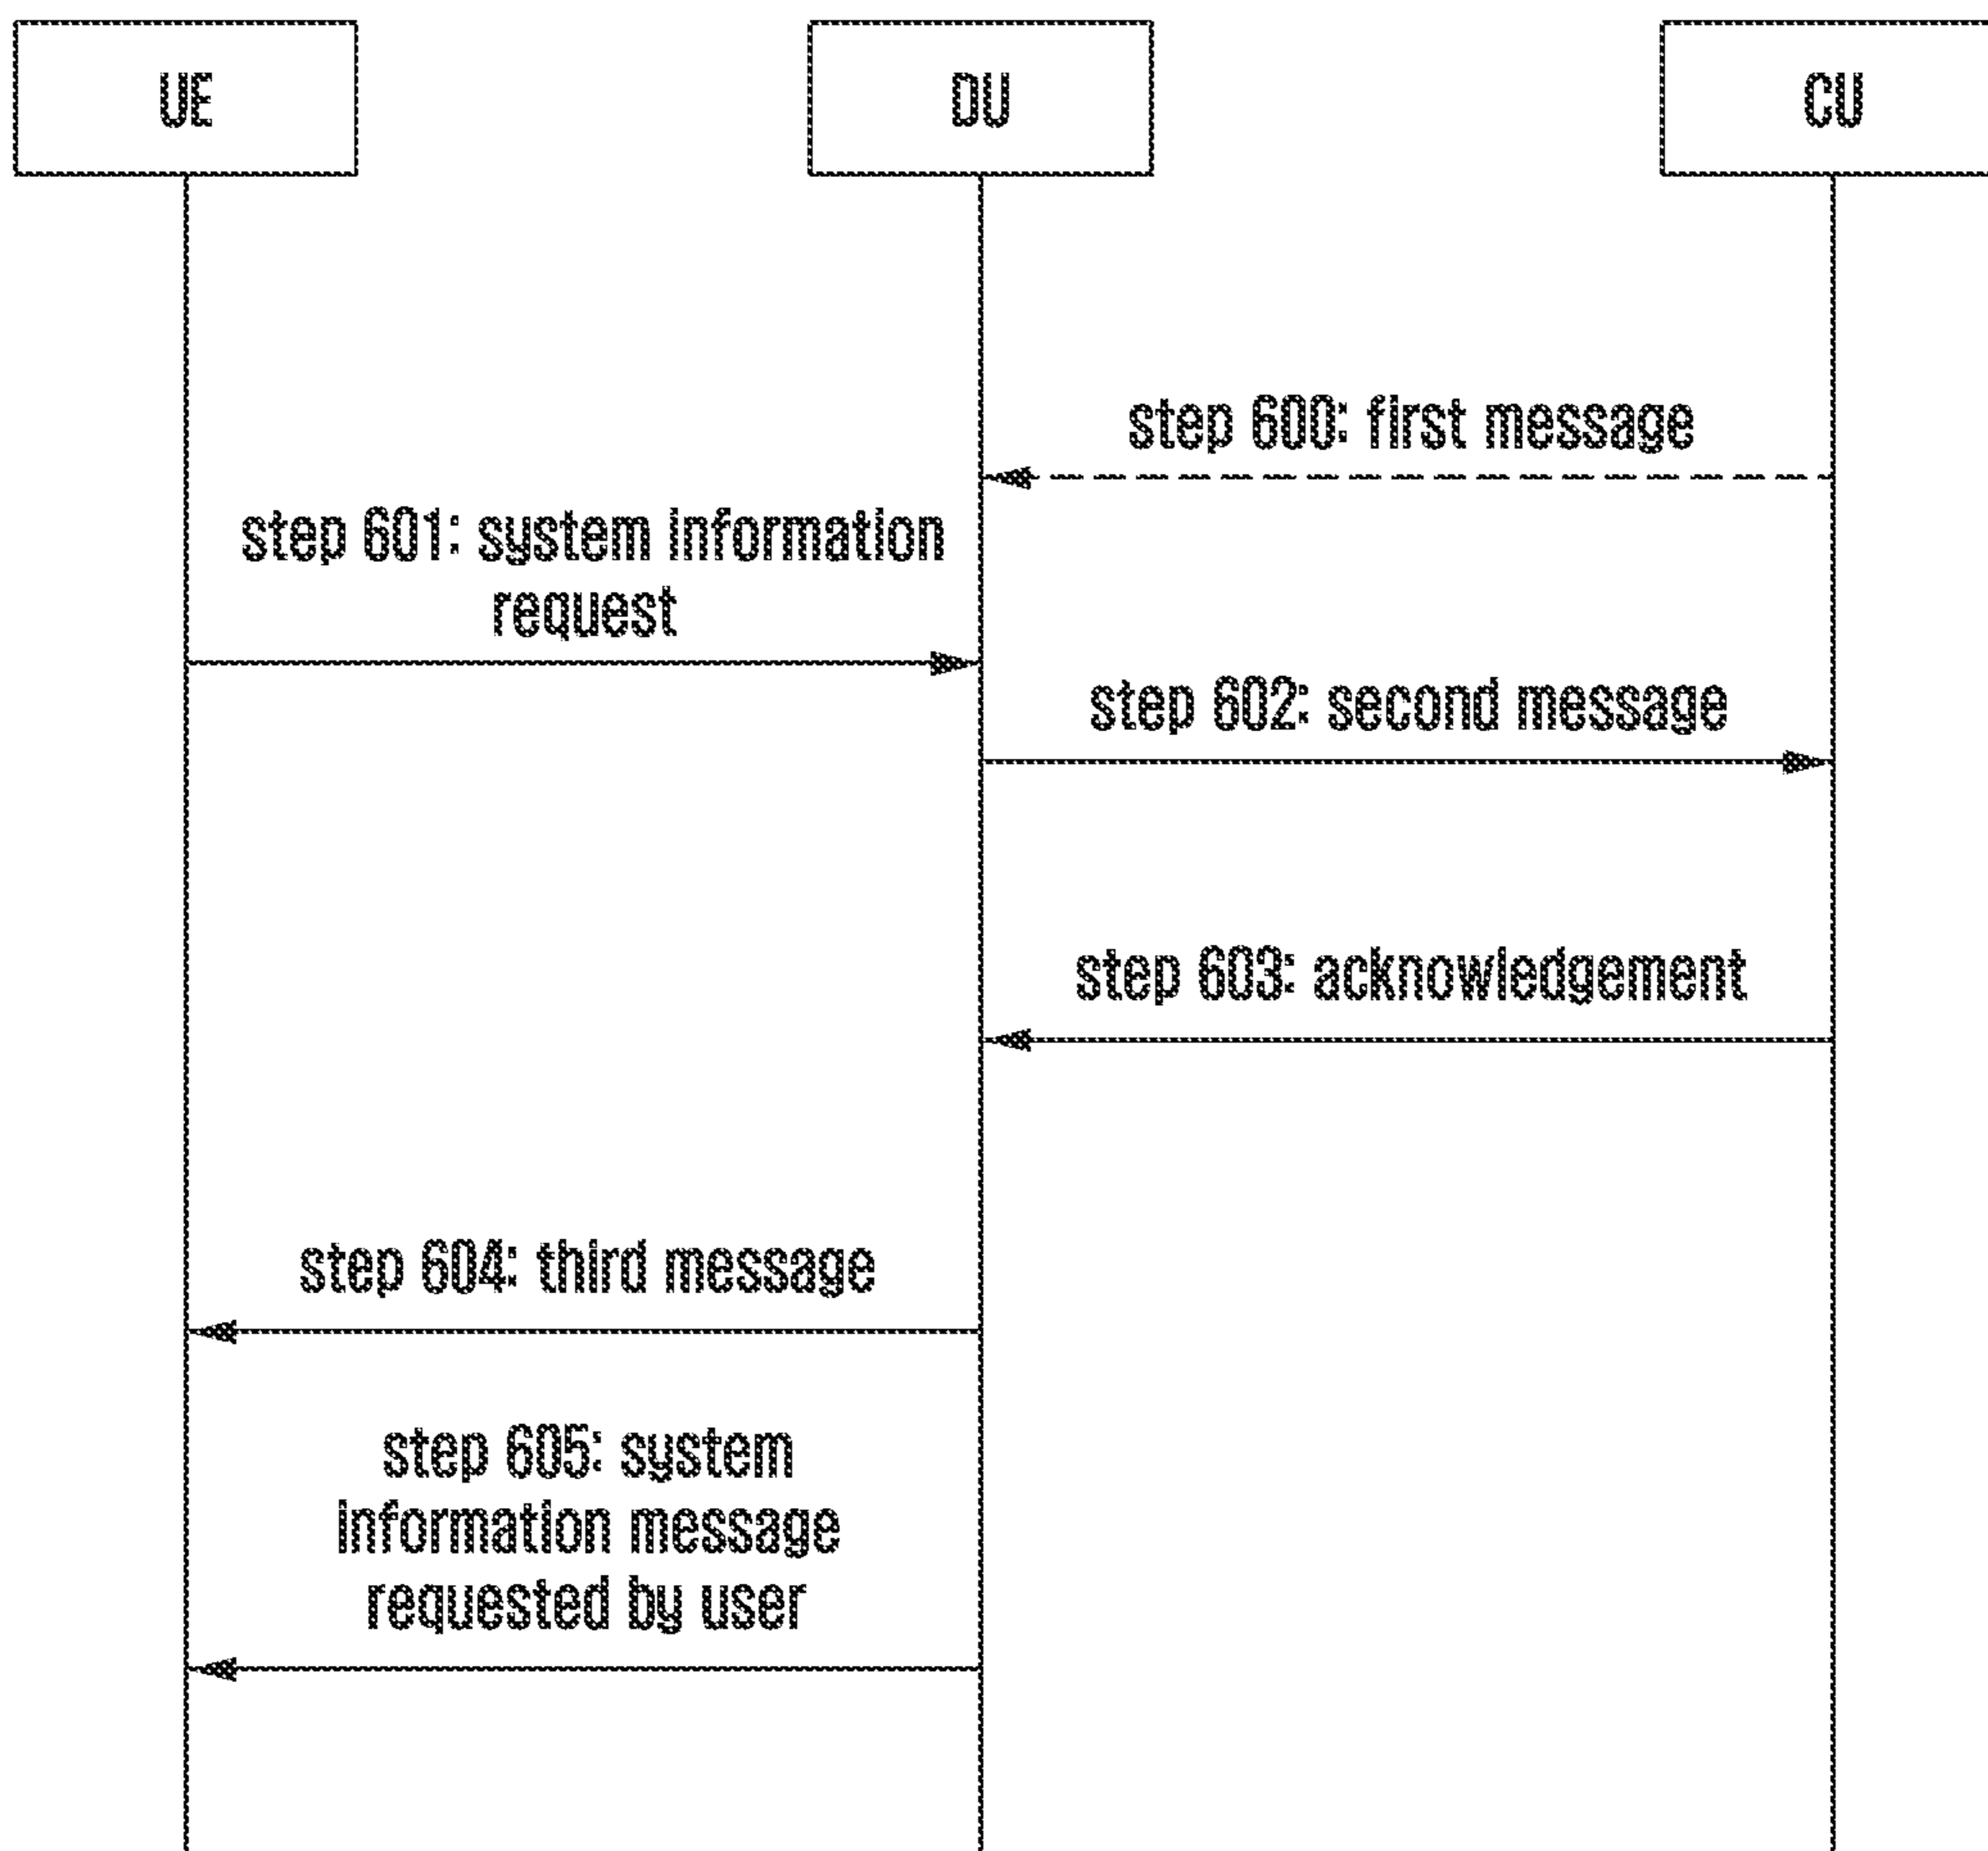 UE
DU
CU
step 600: first message
step 601: system information
request
step 602: second message
step 603: acknowledgement
step 604: third message
step 605: system
information message
requested by user